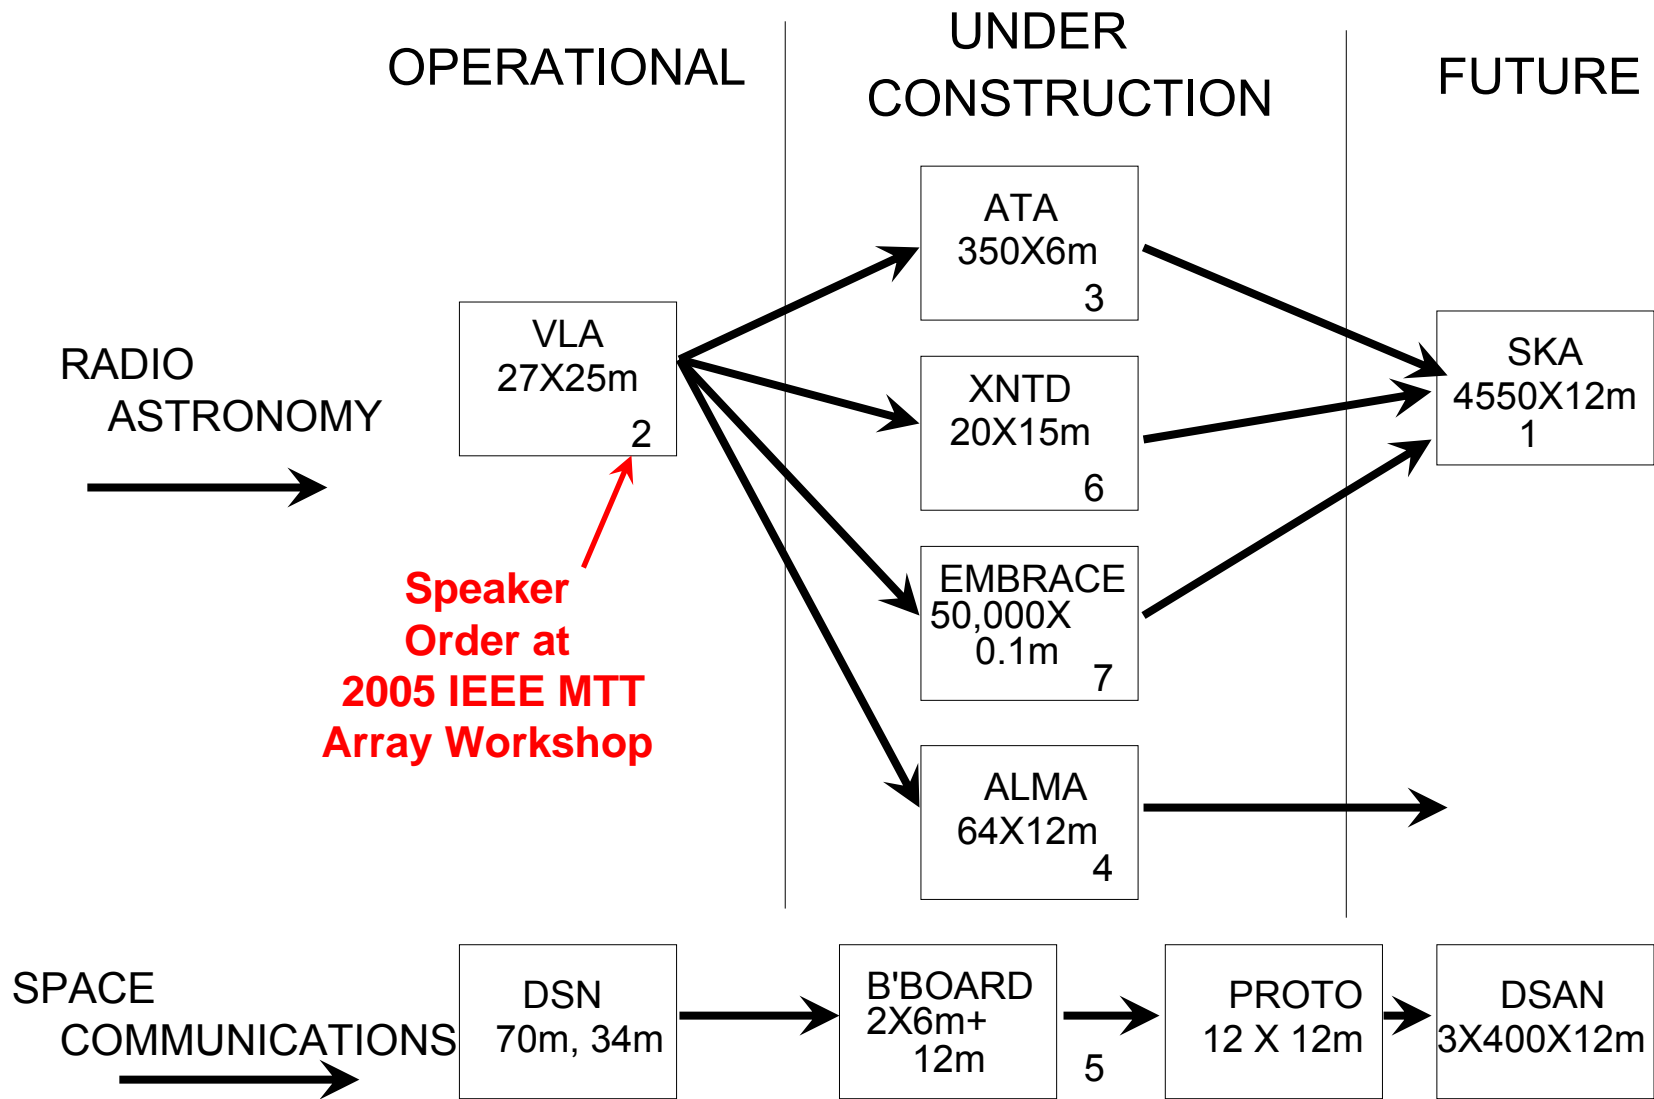 OPERATIONAL
UNDER
CONSTRUCTION
FUTURE
RADIO
ASTRONOMY
VLA
27X25m
2
ATA
350X6m
3
XNTD
20X15m
6
EMBRACE
50,000X
0.1m
7
ALMA
64X12m
4
SKA
4550X12m
1
Speaker
Order at
2005 IEEE MTT
Array Workshop
SPACE
COMMUNICATIONS
DSN
70m, 34m
B'BOARD
2X6m+
12m
5
PROTO
12 X 12m
DSAN
3X400X12m